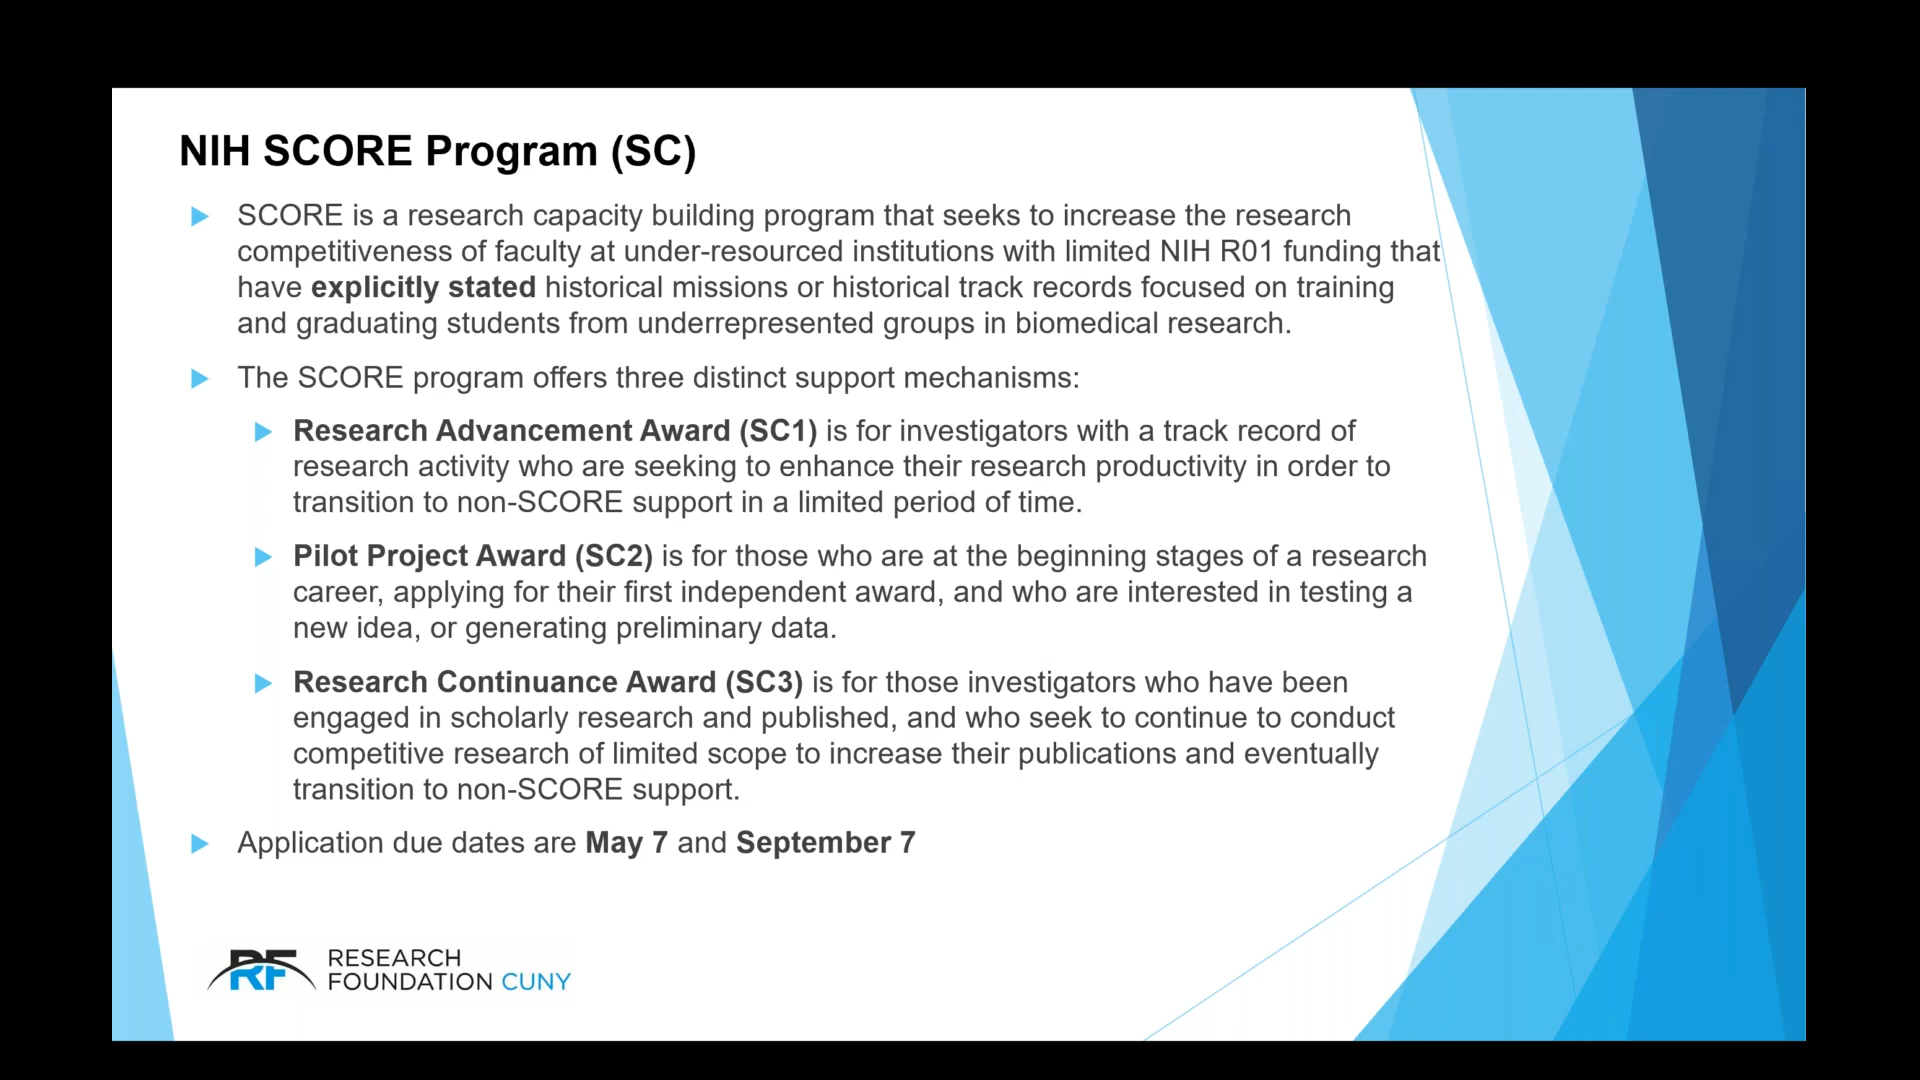 NIH SCORE Program (SC)
SCORE is a research capacity building program that seeks to increase the research
competitiveness of faculty at under-resourced institutions with limited NIH R01 funding that
have explicitly stated historical missions or historical track records focused on training
and graduating students from underrepresented groups in biomedical research.
The SCORE program offers three distinct support mechanisms:
Research Advancement Award (SC1) is for investigators with a track record of
research activity who are seeking to enhance their research productivity in order to
transition to non-SCORE support in a limited period of time.
Pilot Project Award (SC2) is for those who are at the beginning stages of a research
career, applying for their first independent award, and who are interested in testing a
new idea, or generating preliminary data.
Research Continuance Award (SC3) is for those investigators who have been
engaged in scholarly research and published, and who seek to continue to conduct
competitive research of limited scope to increase their publications and eventually
transition to non-SCORE support.
Application due dates are May 7 and September 7
RF
RESEARCH
FOUNDATION CUNY